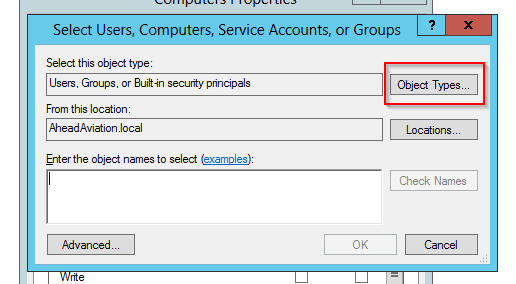 Computers Properties
Select Users, Computers, Service Accounts, or Groups
?
x
Select this object type:
Users, Groups, or Built-in security principals
Object Types...
From this location:
AheadAviation.local
Locations...
Enter the object names to select (examples):
Check Names
Advanced...
OK
Cancel
Write